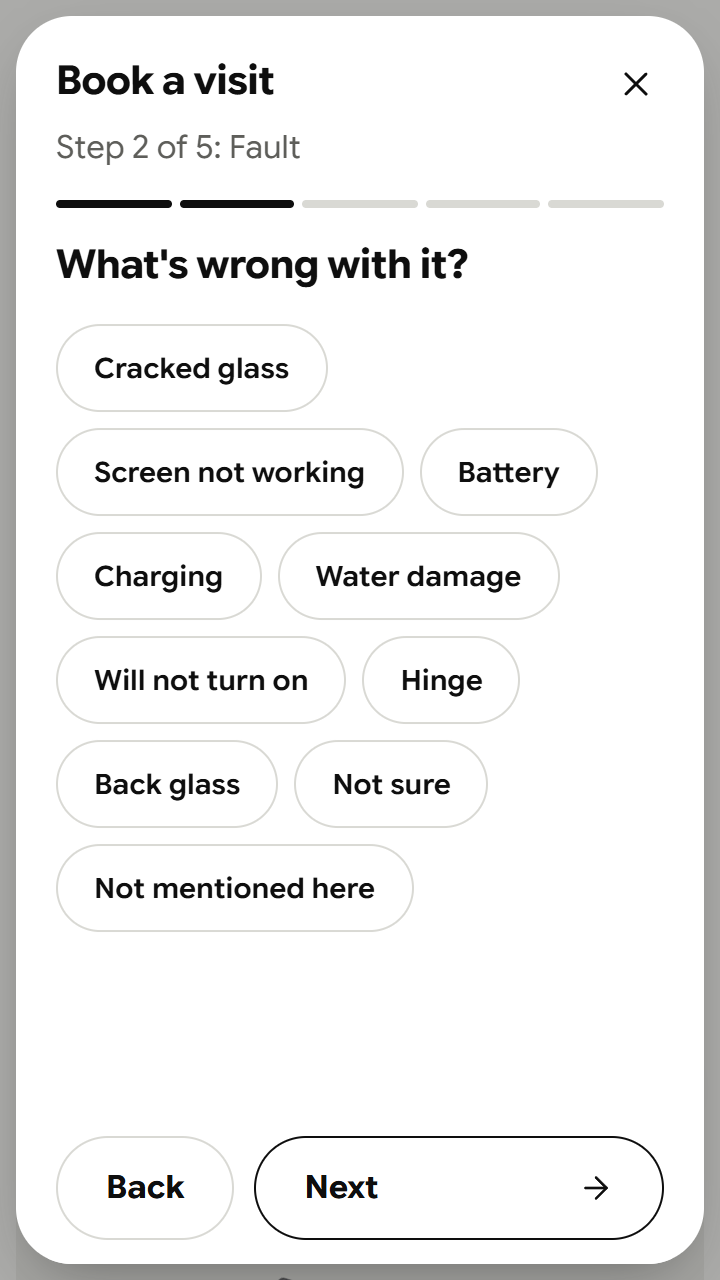 Book a visit
Step 2 of 5: Fault
What's wrong with it?
Cracked glass
Screen not working Battery
Charging Water damage
Will not turn on Hinge
Back glass Not sure
Not mentioned here
Back Next